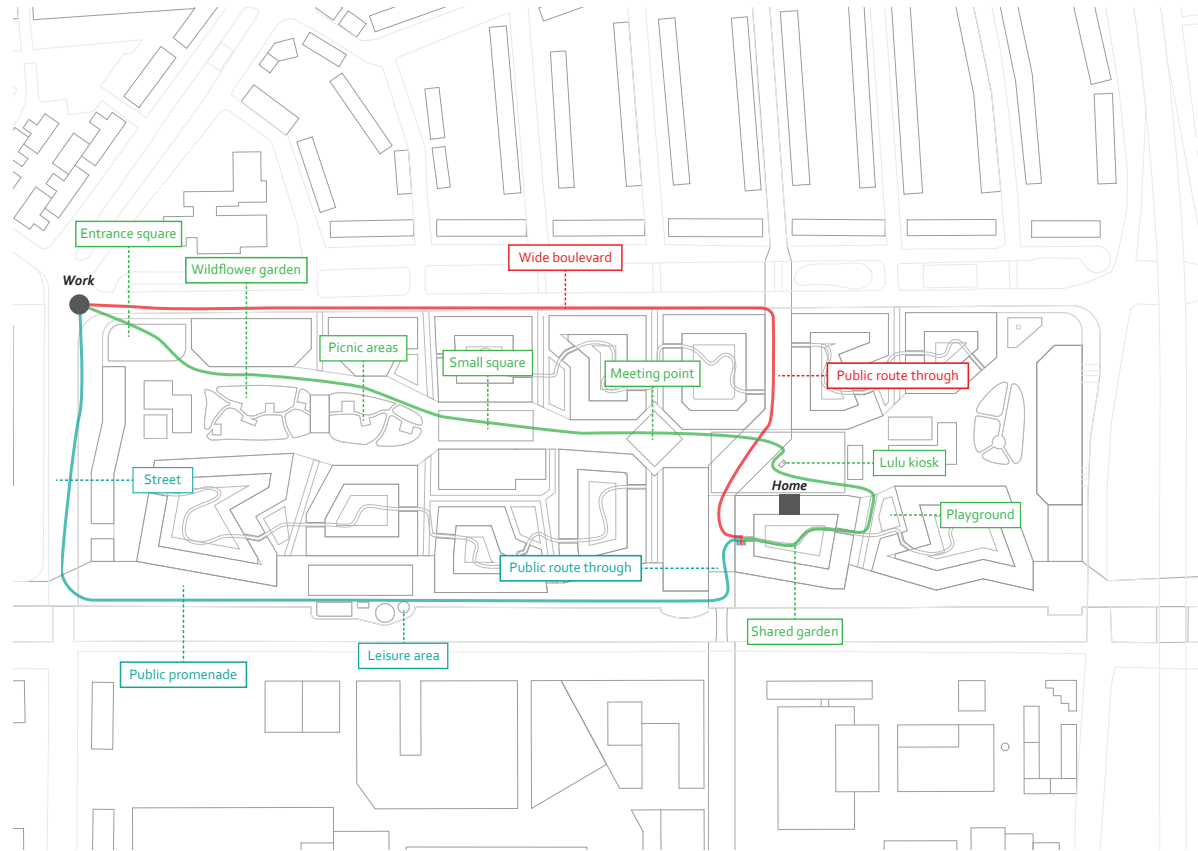 Entrance square
Wide boulevard
Wildflower garden
Work
Picnic areas
Small square
Meeting point
Public route through
Lulu kiosk
Street
Home
Playground
Public route through
Shared garden
Leisure area
Public promenade